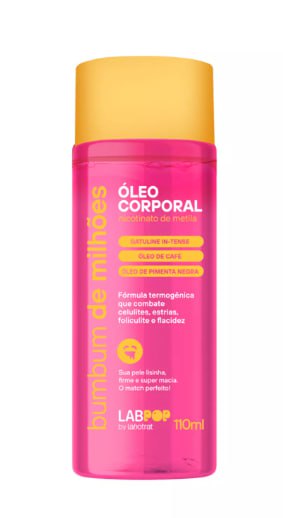 bumbum de milhões
ÓLEO
CORPORAL
nicotinato de metila
GATULINE IN-TENSE
ÓLEO DE CAFÉ
ÓLEO DE PIMENTA NEGRA
Fórmula termogênica
que combate
celulites, estrias,
foliculite e flacidez
Sua pele lisinha,
firme e super macia.
O match perfeito!
LABPOP
by lanotrat
110ml